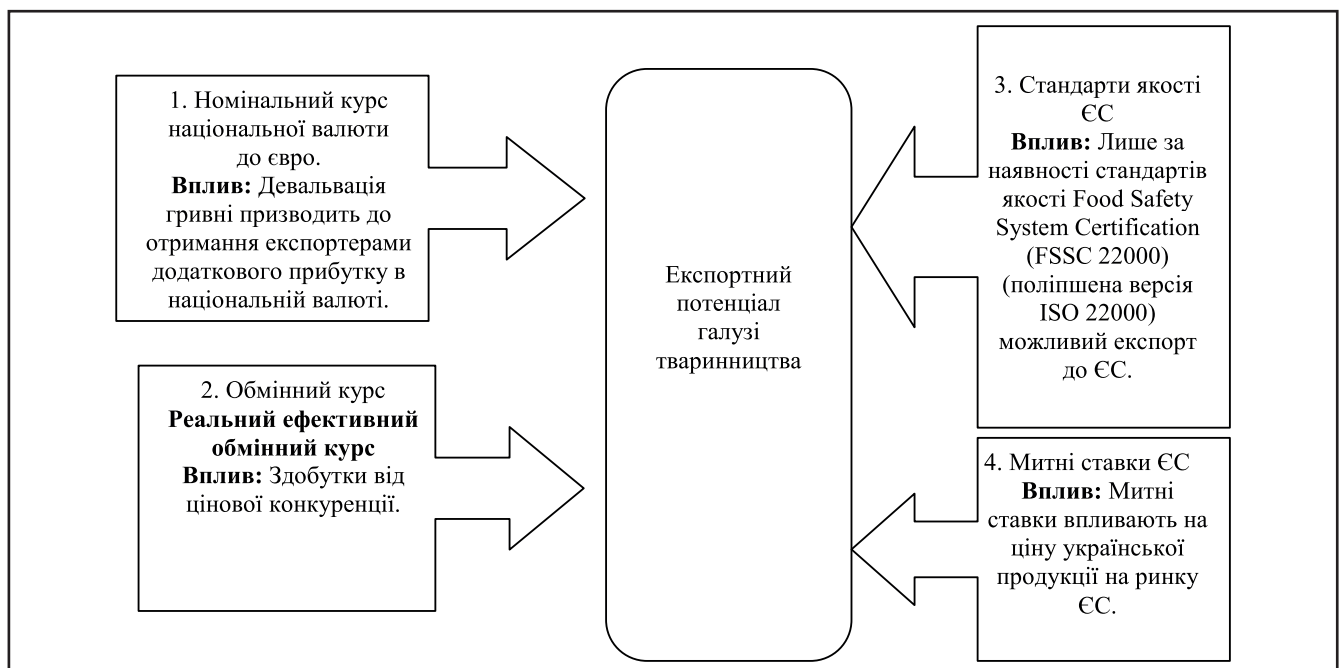 1. Номінальний курс
національної валюти
до євро.
Вплив: Девальвація
гривні призводить до
отримання експортерами
додаткового прибутку в
національній валюті.
2. Обмінний курс
Реальний ефективний
обмінний курс
Вплив: Здобутки від
цінової конкуренції.
Експортний
потенціал
галузі
тваринництва
3. Стандарти якості
ЄС
Вплив: Лише за
наявності стандартів
якості Food Safety
System Certification
(FSSC 22000)
(поліпшена версія
ISO 22000)
можливий експорт
до ЄС.
4. Митні ставки ЄС
Вплив: Митні
ставки впливають на
ціну української
продукції на ринку
ЄС.